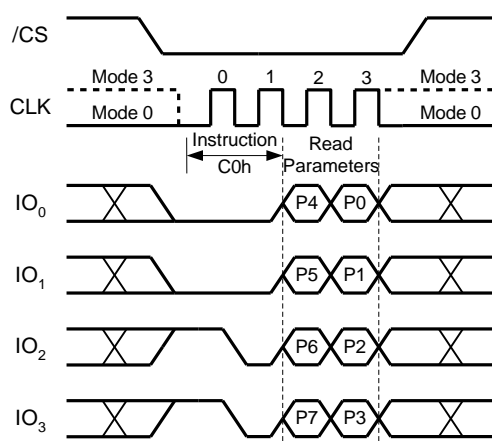 /CS
Mode 3 0 1 2 3 Mode 3
CLK
Mode 0 Mode 0
Instruction Read
C0h Parameters
IO0 P4 P0
IO1 P5 P1
IO2 P6 P2
IO3 P7 P3